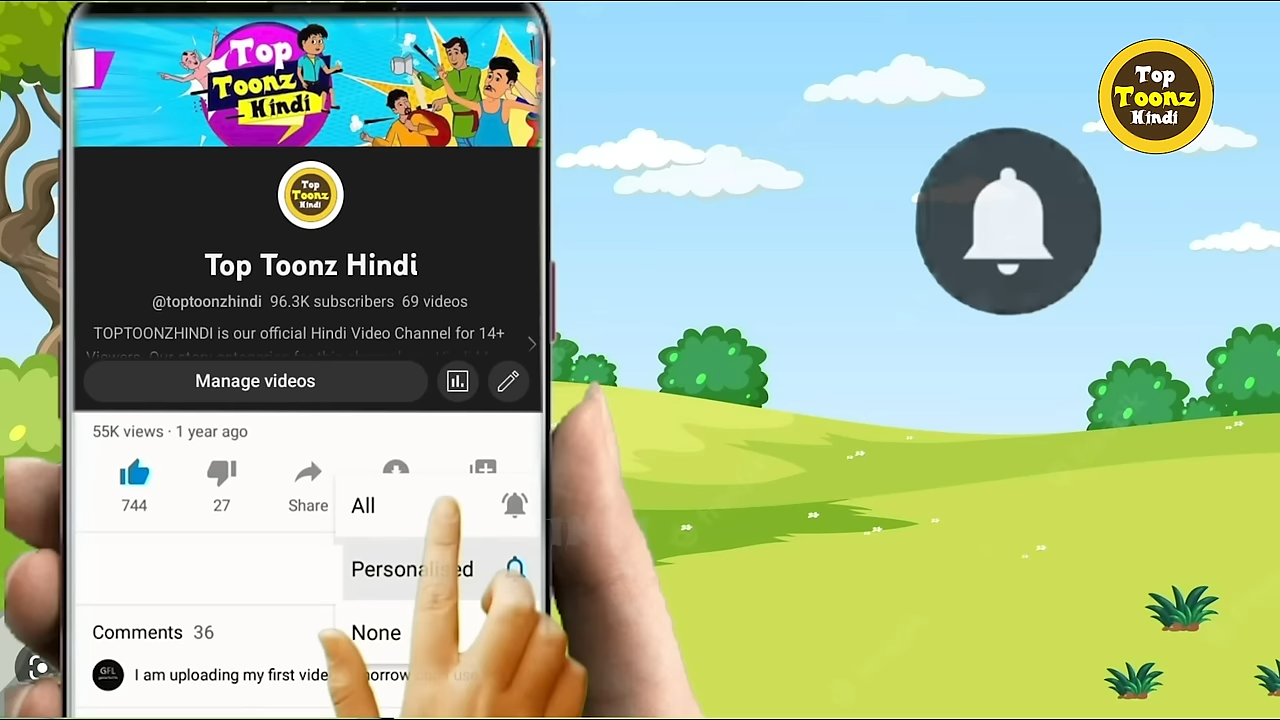 Top
Toonz
Hindi
Top
Toonz
Hindi
Top
Toonz
Hindi
Top Toonz Hindi
@toptoonzhindi 96.3K subscribers 69 videos
TOPTOONZHINDI is our official Hindi Video Channel for 14+
Manage videos
55K views · 1 year ago
744
27
Share
All
Personalised
None
Comments 36
GFL
I am uploading my first vide